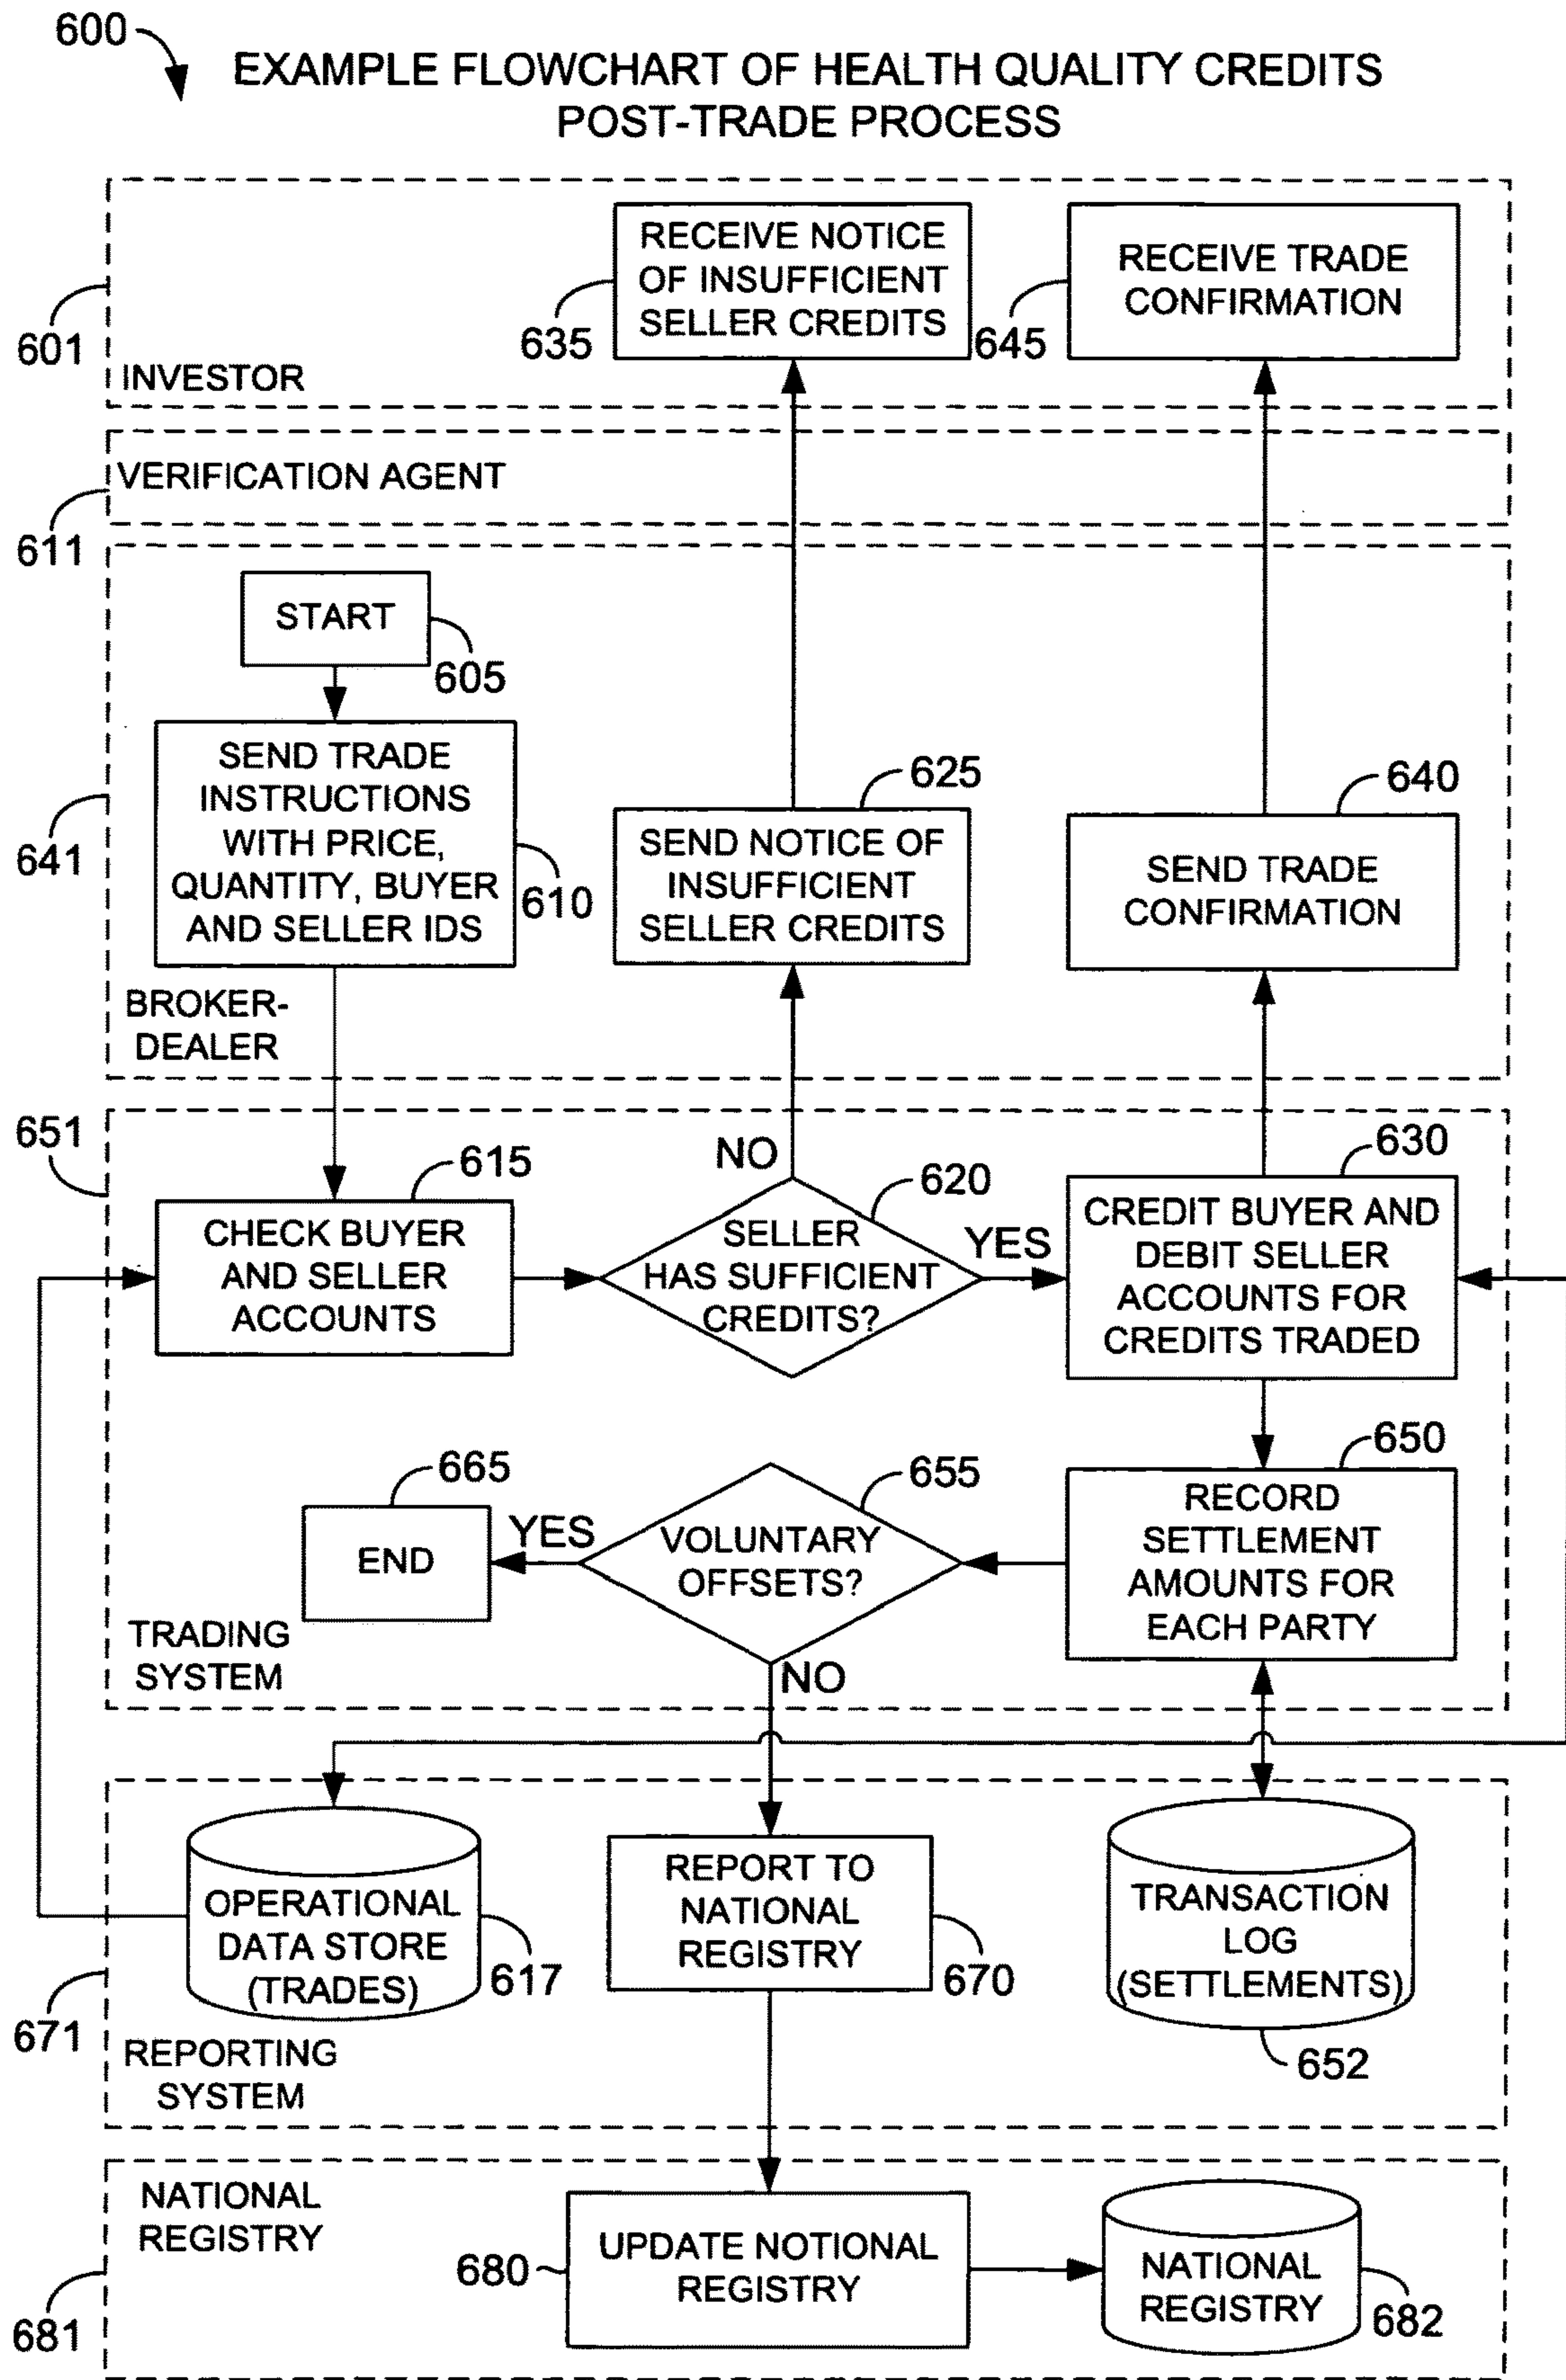 600
EXAMPLE FLOWCHART OF HEALTH QUALITY CREDITS
POST-TRADE PROCESS
RECEIVE NOTICE
OF INSUFFICIENT
SELLER CREDITS
635
RECEIVE TRADE
CONFIRMATION
645
601
INVESTOR
VERIFICATION AGENT
611
START
605
SEND TRADE
INSTRUCTIONS
WITH PRICE,
QUANTITY, BUYER
AND SELLER IDS
610
641
625
SEND NOTICE OF
INSUFFICIENT
SELLER CREDITS
640
SEND TRADE
CONFIRMATION
BROKER-
DEALER
651
615
CHECK BUYER
AND SELLER
ACCOUNTS
NO
620
SELLER
HAS SUFFICIENT
CREDITS?
YES
630
CREDIT BUYER AND
DEBIT SELLER
ACCOUNTS FOR
CREDITS TRADED
665
END
YES
655
VOLUNTARY
OFFSETS?
NO
650
RECORD
SETTLEMENT
AMOUNTS FOR
EACH PARTY
TRADING
SYSTEM
OPERATIONAL
DATA STORE
(TRADES)
617
REPORT TO
NATIONAL
REGISTRY
670
TRANSACTION
LOG
(SETTLEMENTS)
652
671
REPORTING
SYSTEM
NATIONAL
REGISTRY
681
680
UPDATE NOTIONAL
REGISTRY
NATIONAL
REGISTRY
682